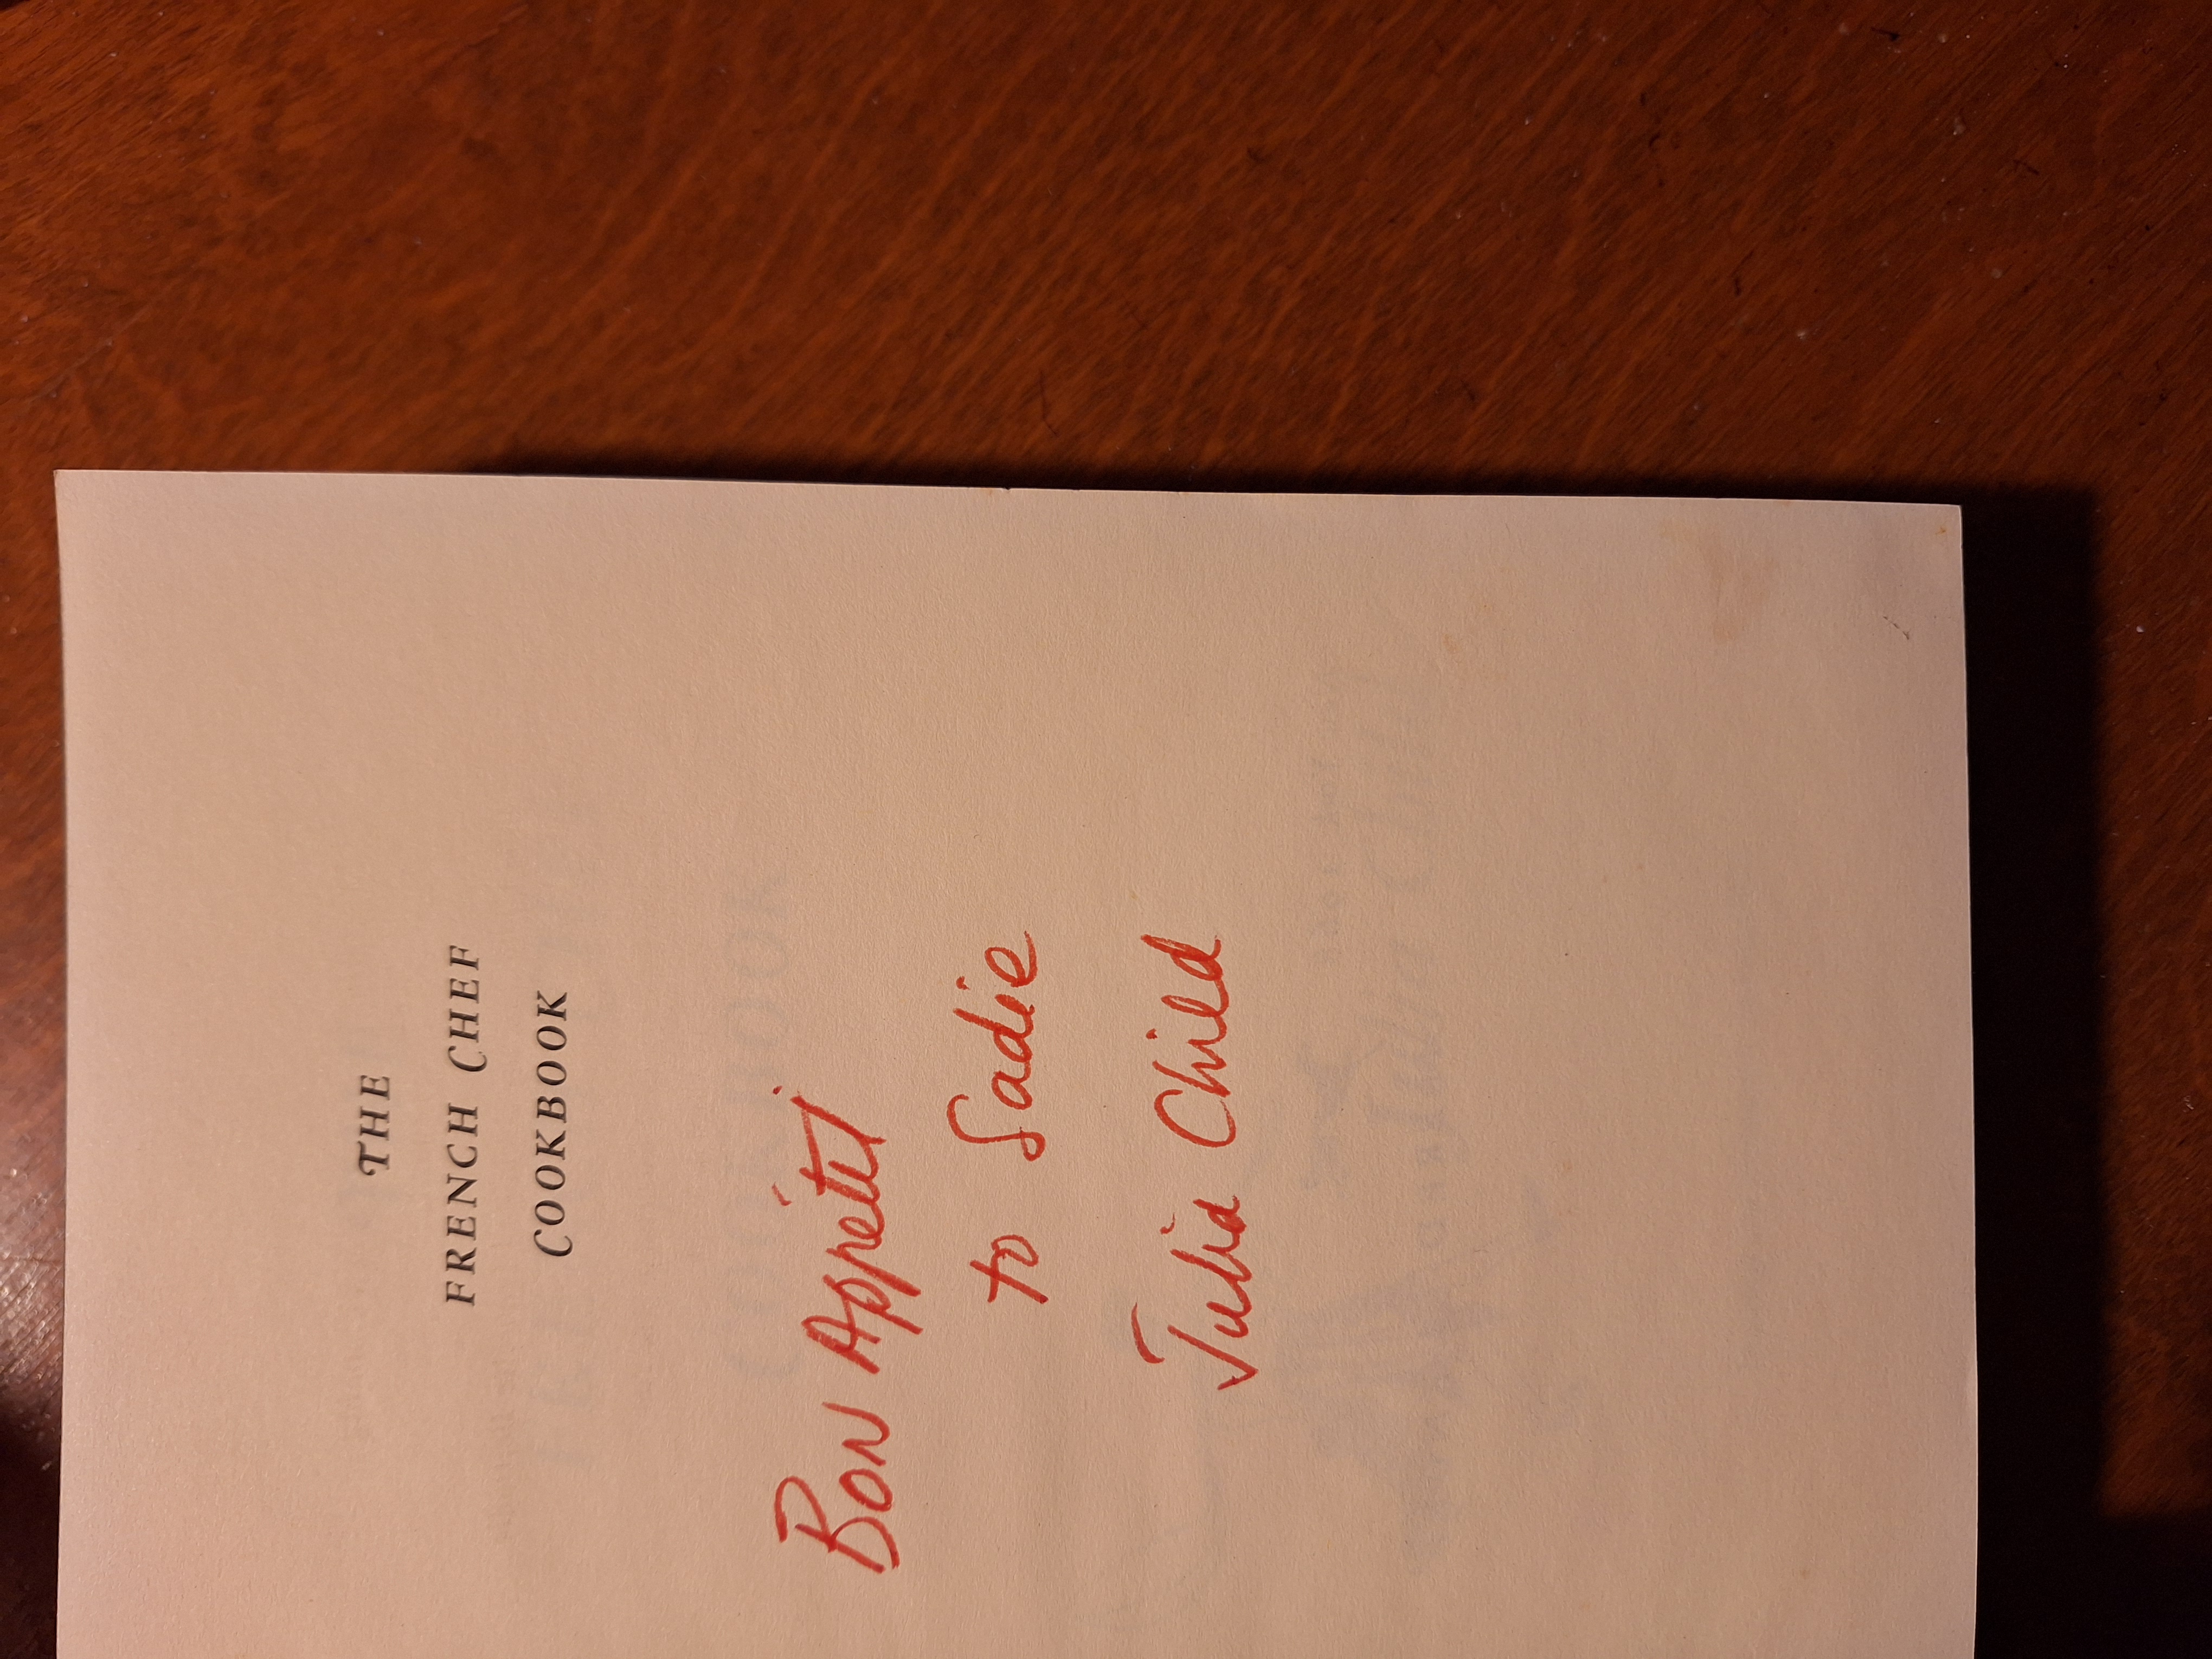 THE
FRENCH CHEF
COOKBOOK
Bon Appétit
to Sadie
Julia Child